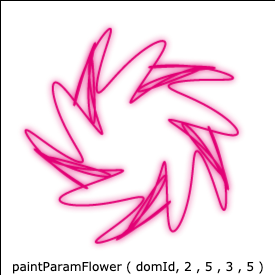 paintParamFlower ( domId, 2 , 5 , 3 , 5 )